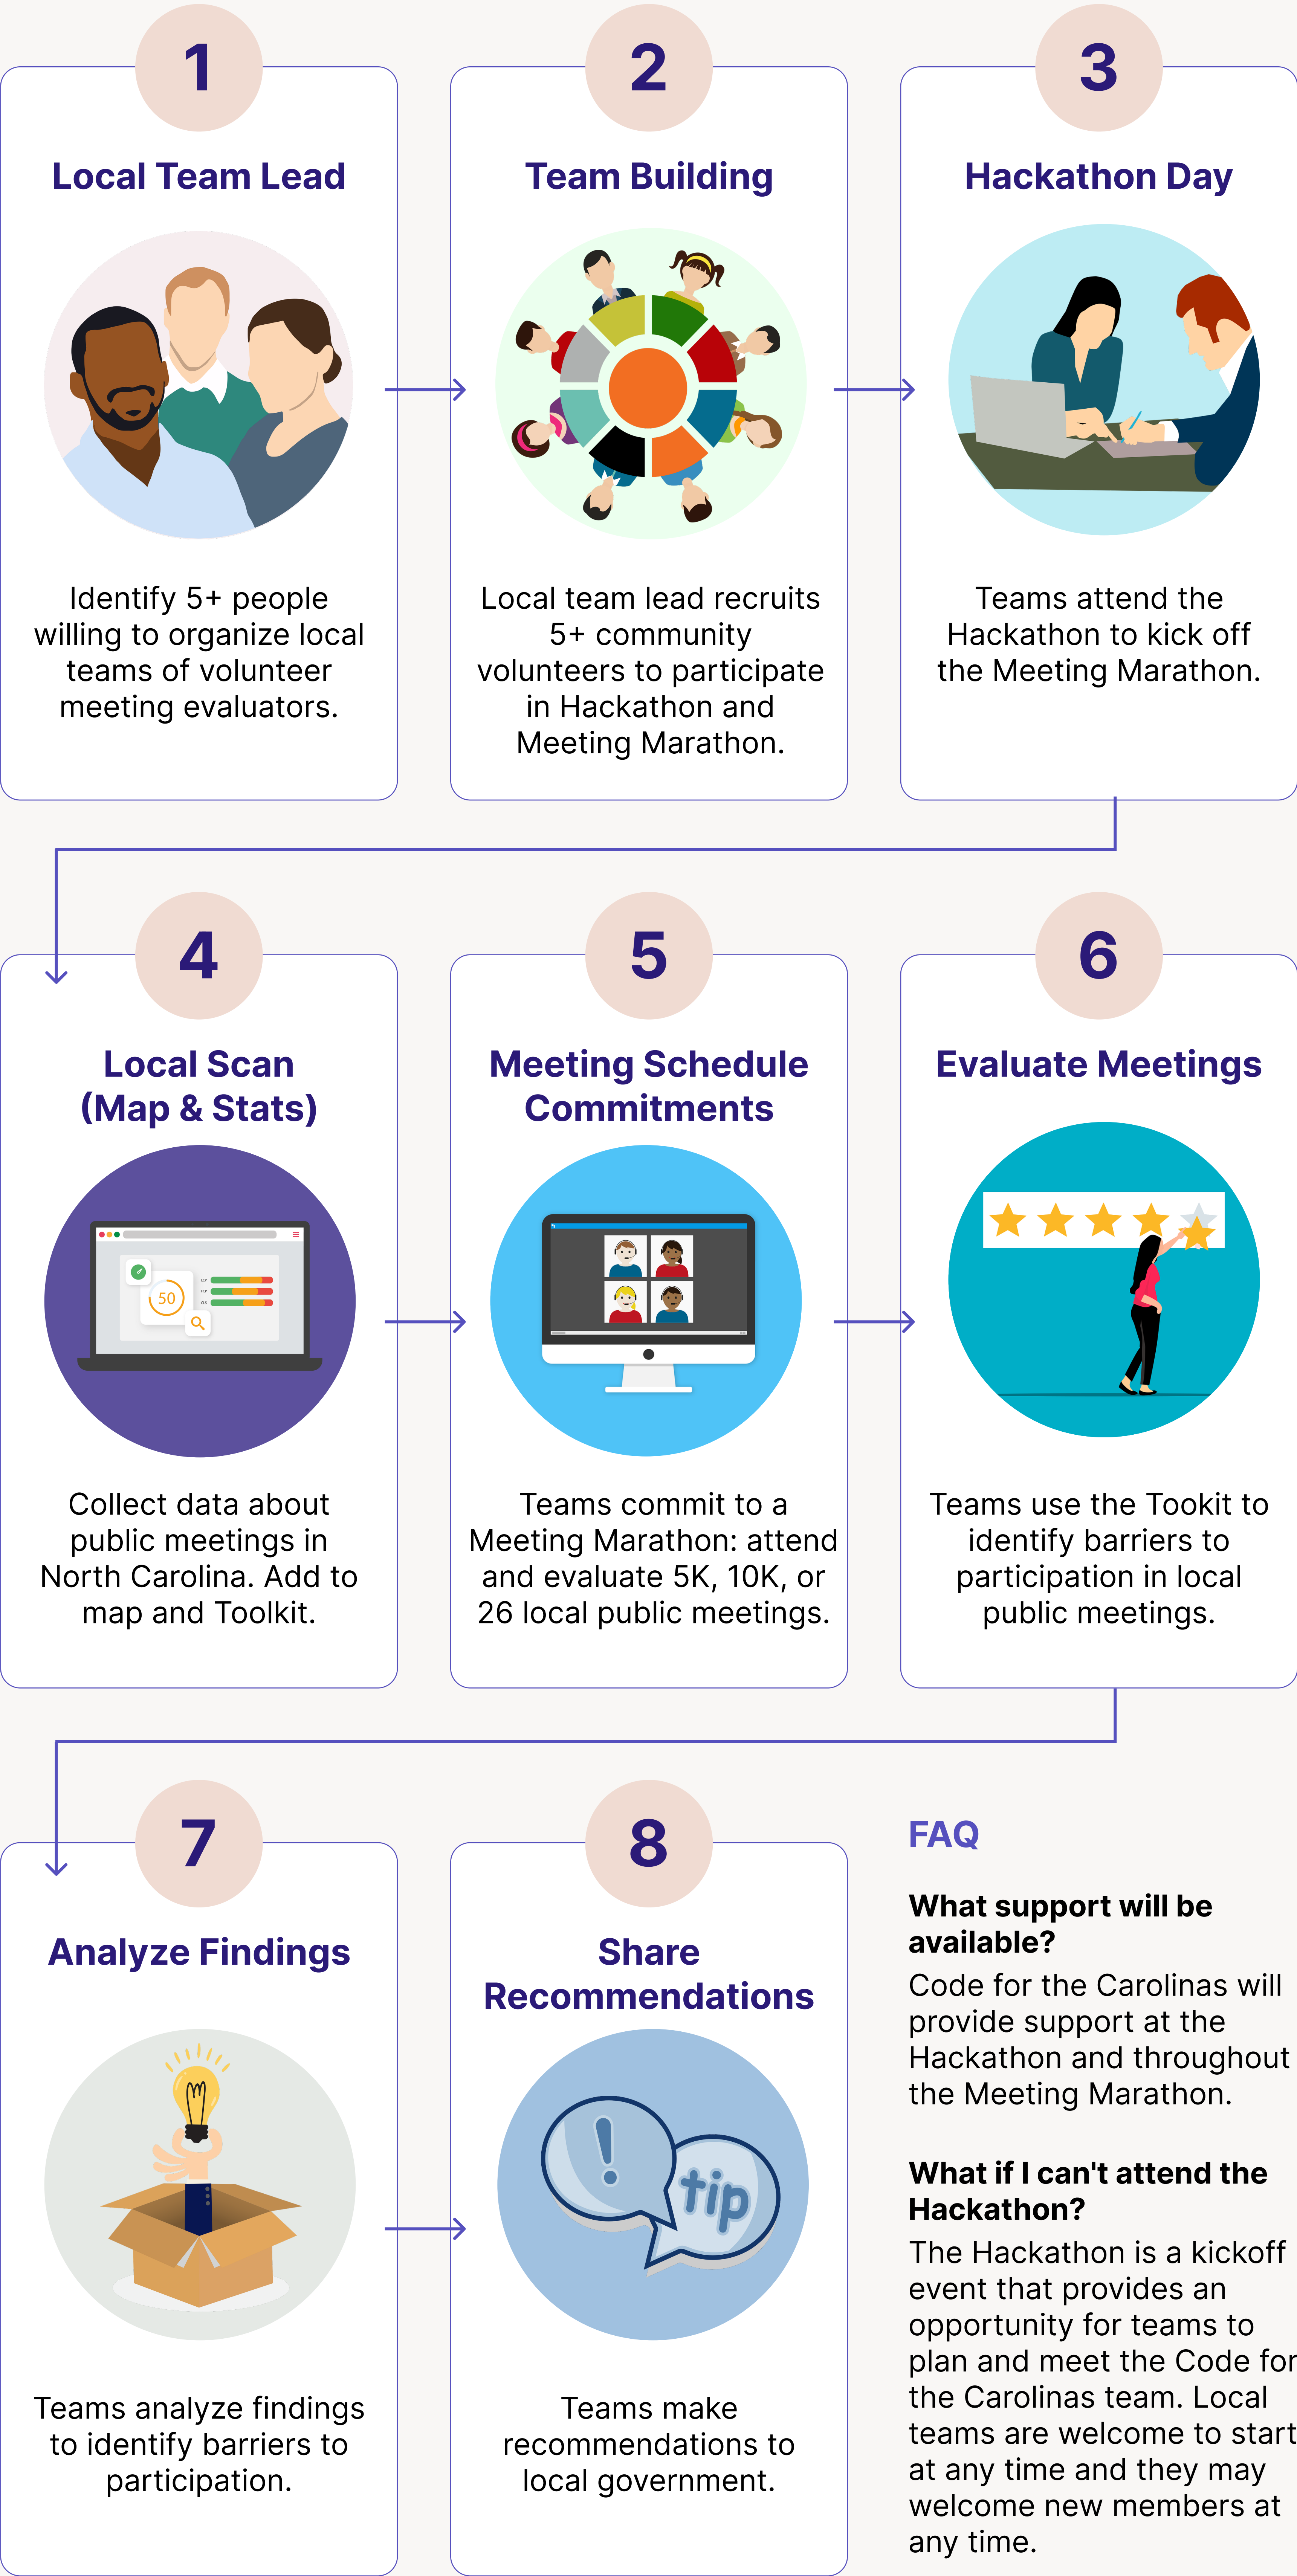 1
Local Team Lead
Identify 5+ people
willing to organize local
teams of volunteer
meeting evaluators.
2
Team Building
Local team lead recruits
5+ community
volunteers to participate
in Hackathon and
Meeting Marathon.
3
Hackathon Day
Teams attend the
Hackathon to kick off
the Meeting Marathon.
4
Local Scan
(Map & Stats)
50
LCP
FCP
CLS
Collect data about
public meetings in
North Carolina. Add to
map and Toolkit.
5
Meeting Schedule
Commitments
Teams commit to a
Meeting Marathon: attend
and evaluate 5K, 10K, or
26 local public meetings.
6
Evaluate Meetings
Teams use the Tookit to
identify barriers to
participation in local
public meetings.
7
Analyze Findings
Teams analyze findings
to identify barriers to
participation.
8
Share
Recommendations
!
tip
Teams make
recommendations to
local government.
FAQ
What support will be
available?
Code for the Carolinas will
provide support at the
Hackathon and throughout
the Meeting Marathon.
What if I can't attend the
Hackathon?
The Hackathon is a kickoff
event that provides an
opportunity for teams to
plan and meet the Code for
the Carolinas team. Local
teams are welcome to start
at any time and they may
welcome new members at
any time.